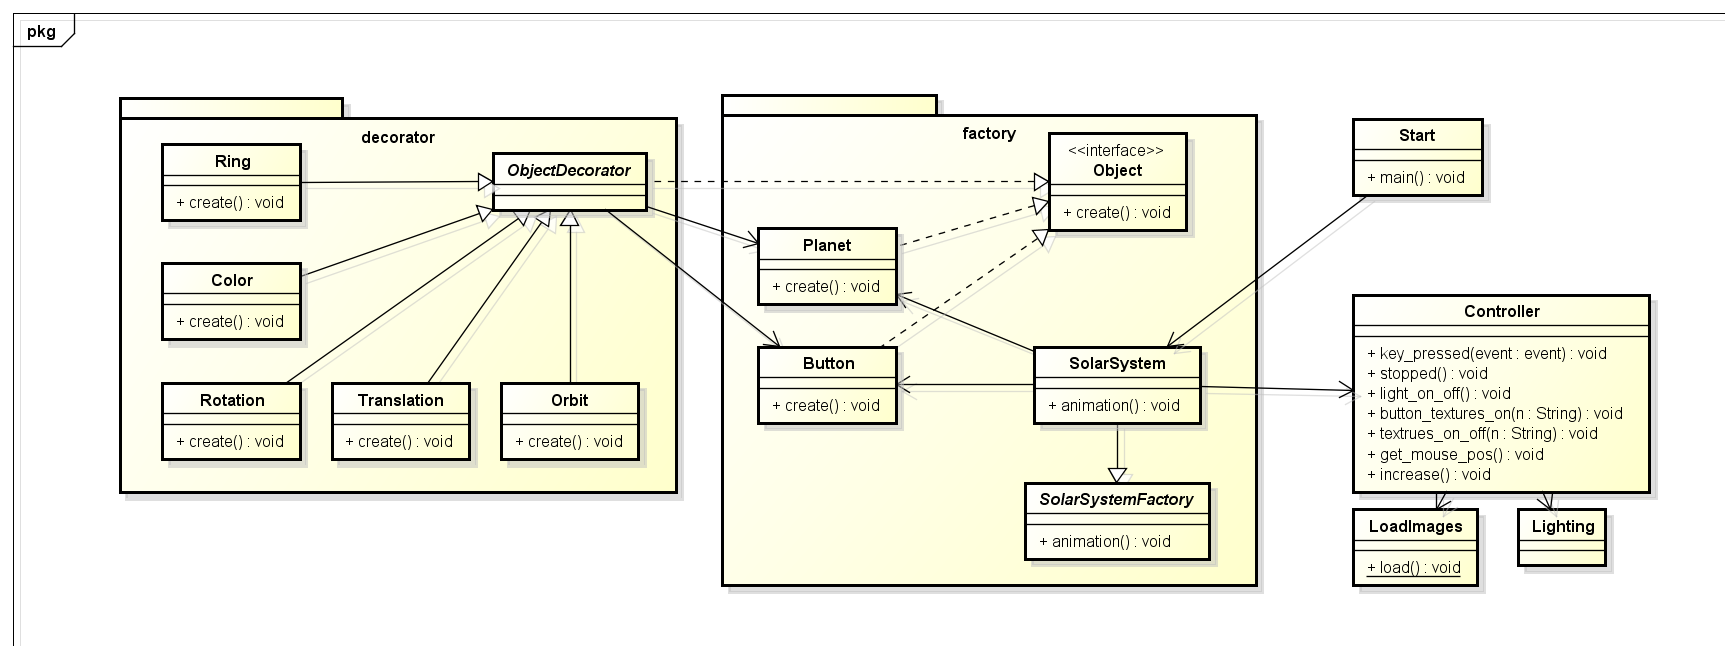 pkg
decorator
Ring
+ create() : void
ObjectDecorator
Color
+ create() : void
Rotation
+ create() : void
Translation
+ create() : void
Orbit
+ create() : void
factory
<<interface>>
Object
+ create() : void
Planet
+ create() : void
Button
+ create() : void
SolarSystem
+ animation() : void
SolarSystemFactory
+ animation() : void
Start
+ main() : void
Controller
+ key_pressed(event : event) : void
+ stopped() : void
+ light_on_off() : void
+ button_textures_on(n : String) : void
+ textrues_on_off(n : String) : void
+ get_mouse_pos() : void
+ increase() : void
LoadImages
+ load() : void
Lighting